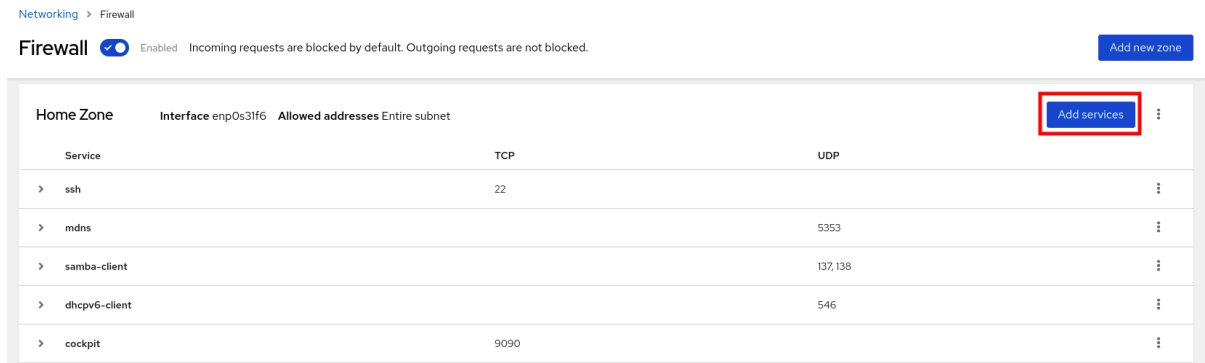 Networking > Firewall
Firewall Enabled Incoming requests are blocked by default. Outgoing requests are not blocked. Add new zone
Home Zone Interface enp0s31f6 Allowed addresses Entire subnet Add services
Service TCP UDP
ssh 22
mdns 5353
samba-client 137, 138
dhcpv6-client 546
cockpit 9090